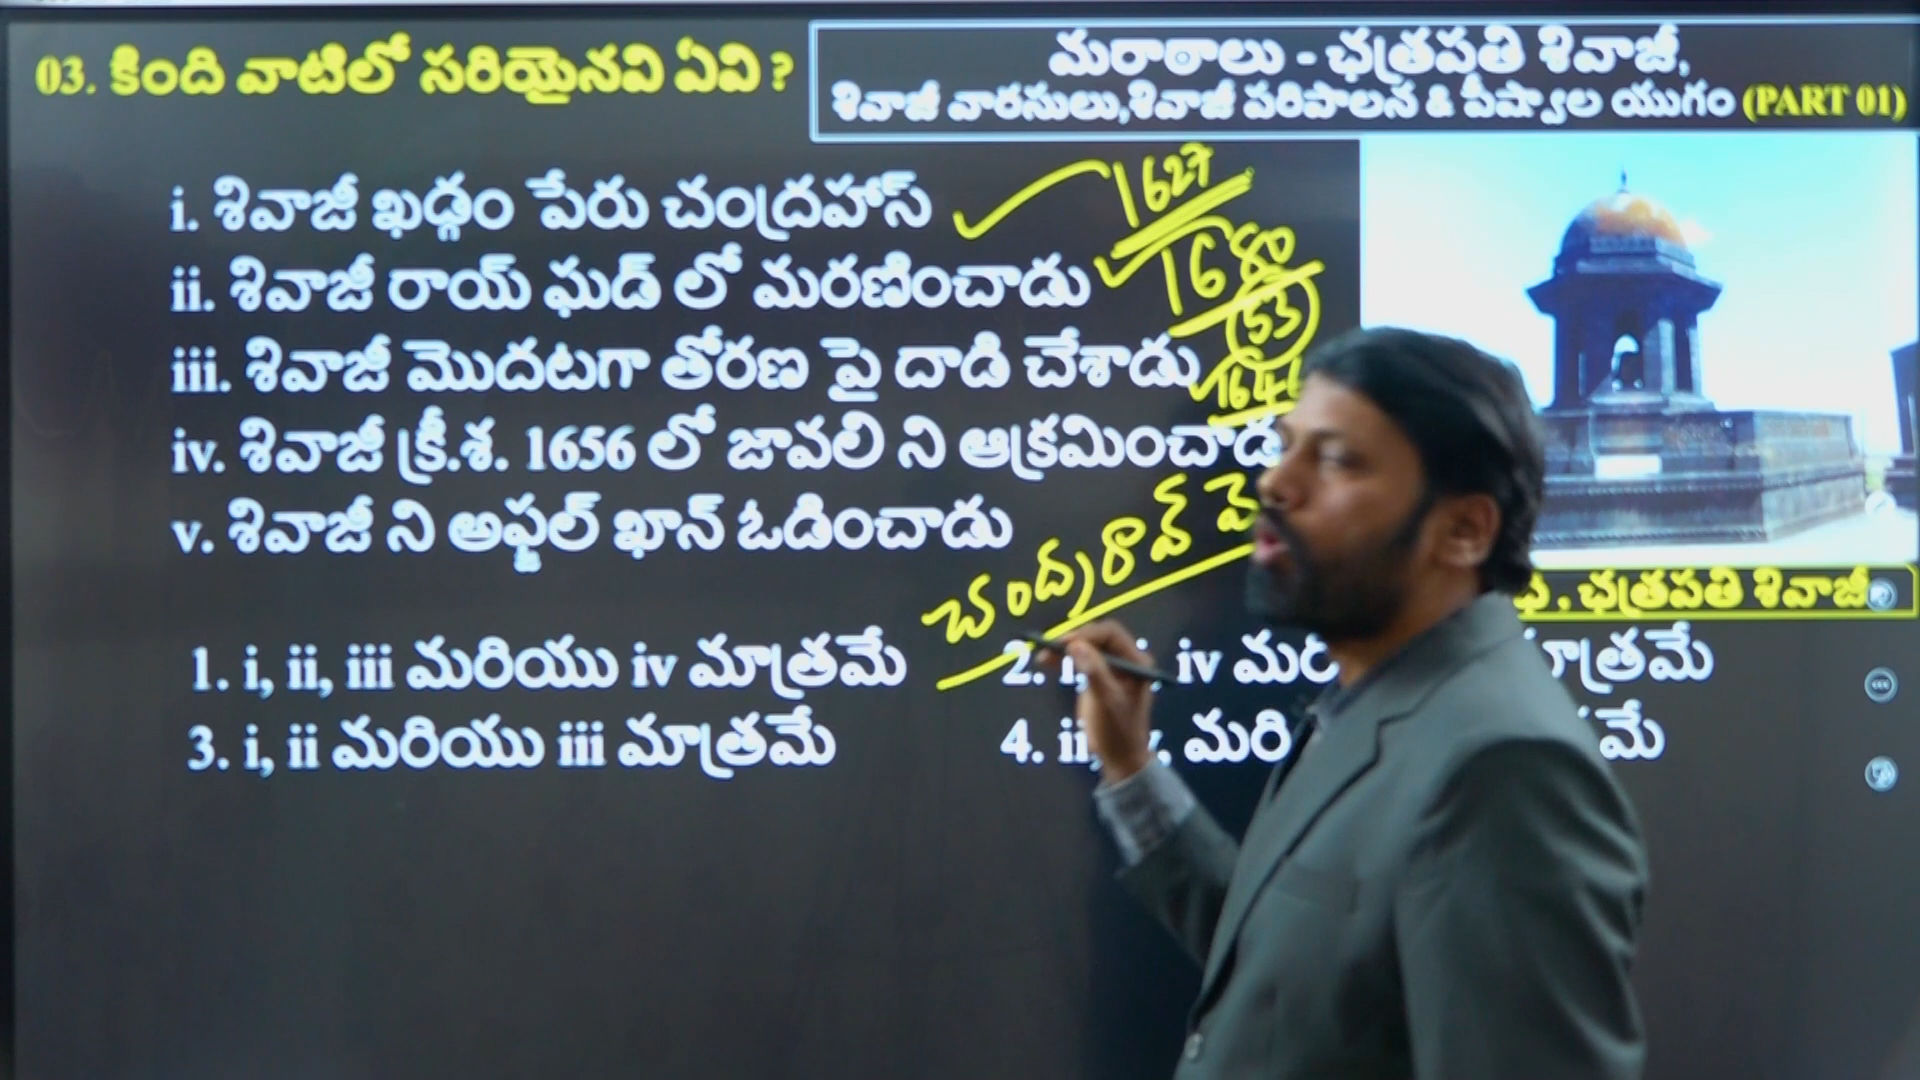 03. కింది వాటిలో సరియైనవి ఏవి ?
మరాఠాలు - ఛత్రపతి శివాజీ,
శివాజీ వారసులు,శివాజీ పరిపాలన & పీష్వాల యుగం (PART 01)
i. శివాజీ ఖడ్గం పేరు చంద్రహాస్
1627
ii. శివాజీ రాయ్ ఘడ్ లో మరణించాడు
1680
53
iii. శివాజీ మొదటగా తోరణ పై దాడి చేశాడు
iv. శివాజీ క్రీ.శ. 1656 లో జావలి ని ఆక్రమించాడు
v. శివాజీ ని అఫ్జల్ ఖాన్ ఓడించాడు
చంద్రరావ్
ఛత్రపతి శివాజీ
1. i, ii, iii మరియు iv మాత్రమే
2. iv
3. i, ii మరియు iii మాత్రమే
4.